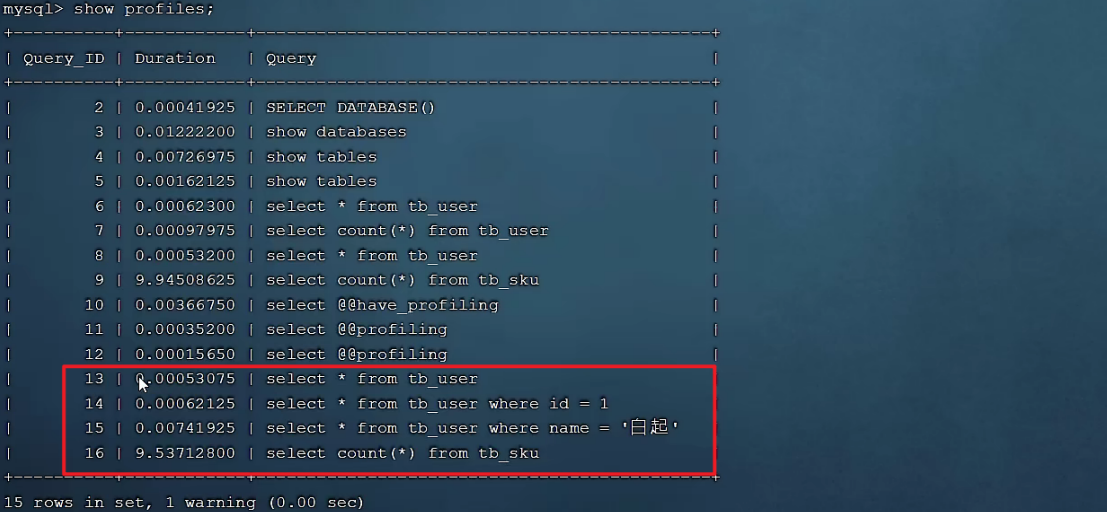 mysql> show profiles;
+----------+------------+---------------------------------------------+
| Query_ID | Duration   | Query                                       |
+----------+------------+---------------------------------------------+
|        2 | 0.00041925 | SELECT DATABASE()                           |
|        3 | 0.01222200 | show databases                              |
|        4 | 0.00726975 | show tables                                 |
|        5 | 0.00162125 | show tables                                 |
|        6 | 0.00062300 | select * from tb_user                       |
|        7 | 0.00097975 | select count(*) from tb_user                |
|        8 | 0.00053200 | select * from tb_user                       |
|        9 | 9.94508625 | select count(*) from tb_sku                 |
|       10 | 0.00366750 | select @@have_profiling                     |
|       11 | 0.00035200 | select @@profiling                          |
|       12 | 0.00015650 | select @@profiling                          |
|       13 | 0.00053075 | select * from tb_user                       |
|       14 | 0.00062125 | select * from tb_user where id = 1          |
|       15 | 0.00741925 | select * from tb_user where name = '白起'   |
|       16 | 9.53712800 | select count(*) from tb_sku                 |
+----------+------------+---------------------------------------------+
15 rows in set, 1 warning (0.00 sec)